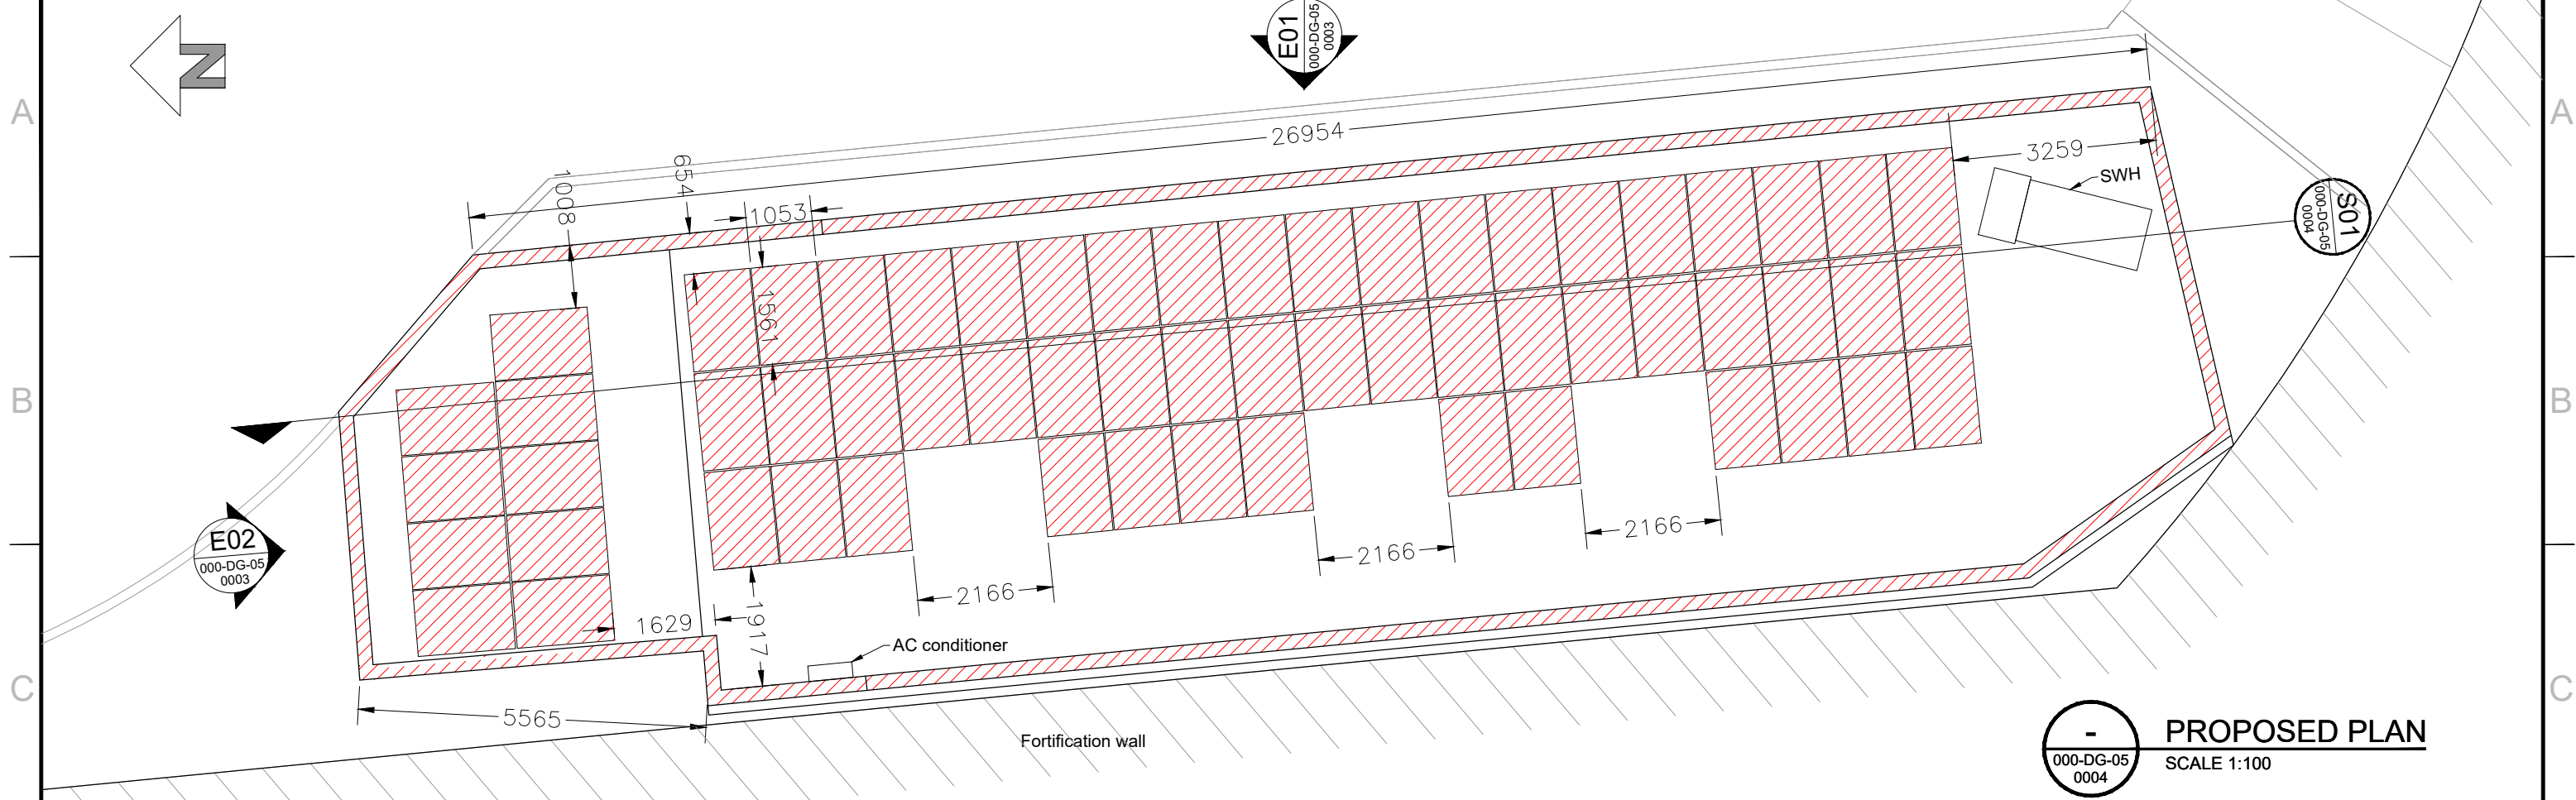 N
E01
000-DG-05
0003
A
A
26954
654
1008
1053
3259
SWH
S01
000-DG-05
0004
1561
B
B
E02
000-DG-05
0003
2166
2166
2166
1629
1917
AC conditioner
C
C
5565
Fortification wall
-
000-DG-05
0004
PROPOSED PLAN
SCALE 1:100